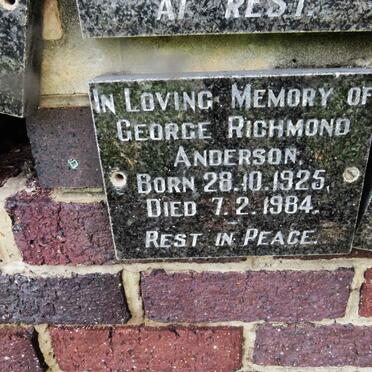 AT REST
IN LOVING MEMORY OF
GEORGE RICHMOND
ANDERSON.
BORN 28.10.1925.
DIED 7.2.1984.
REST IN PEACE.